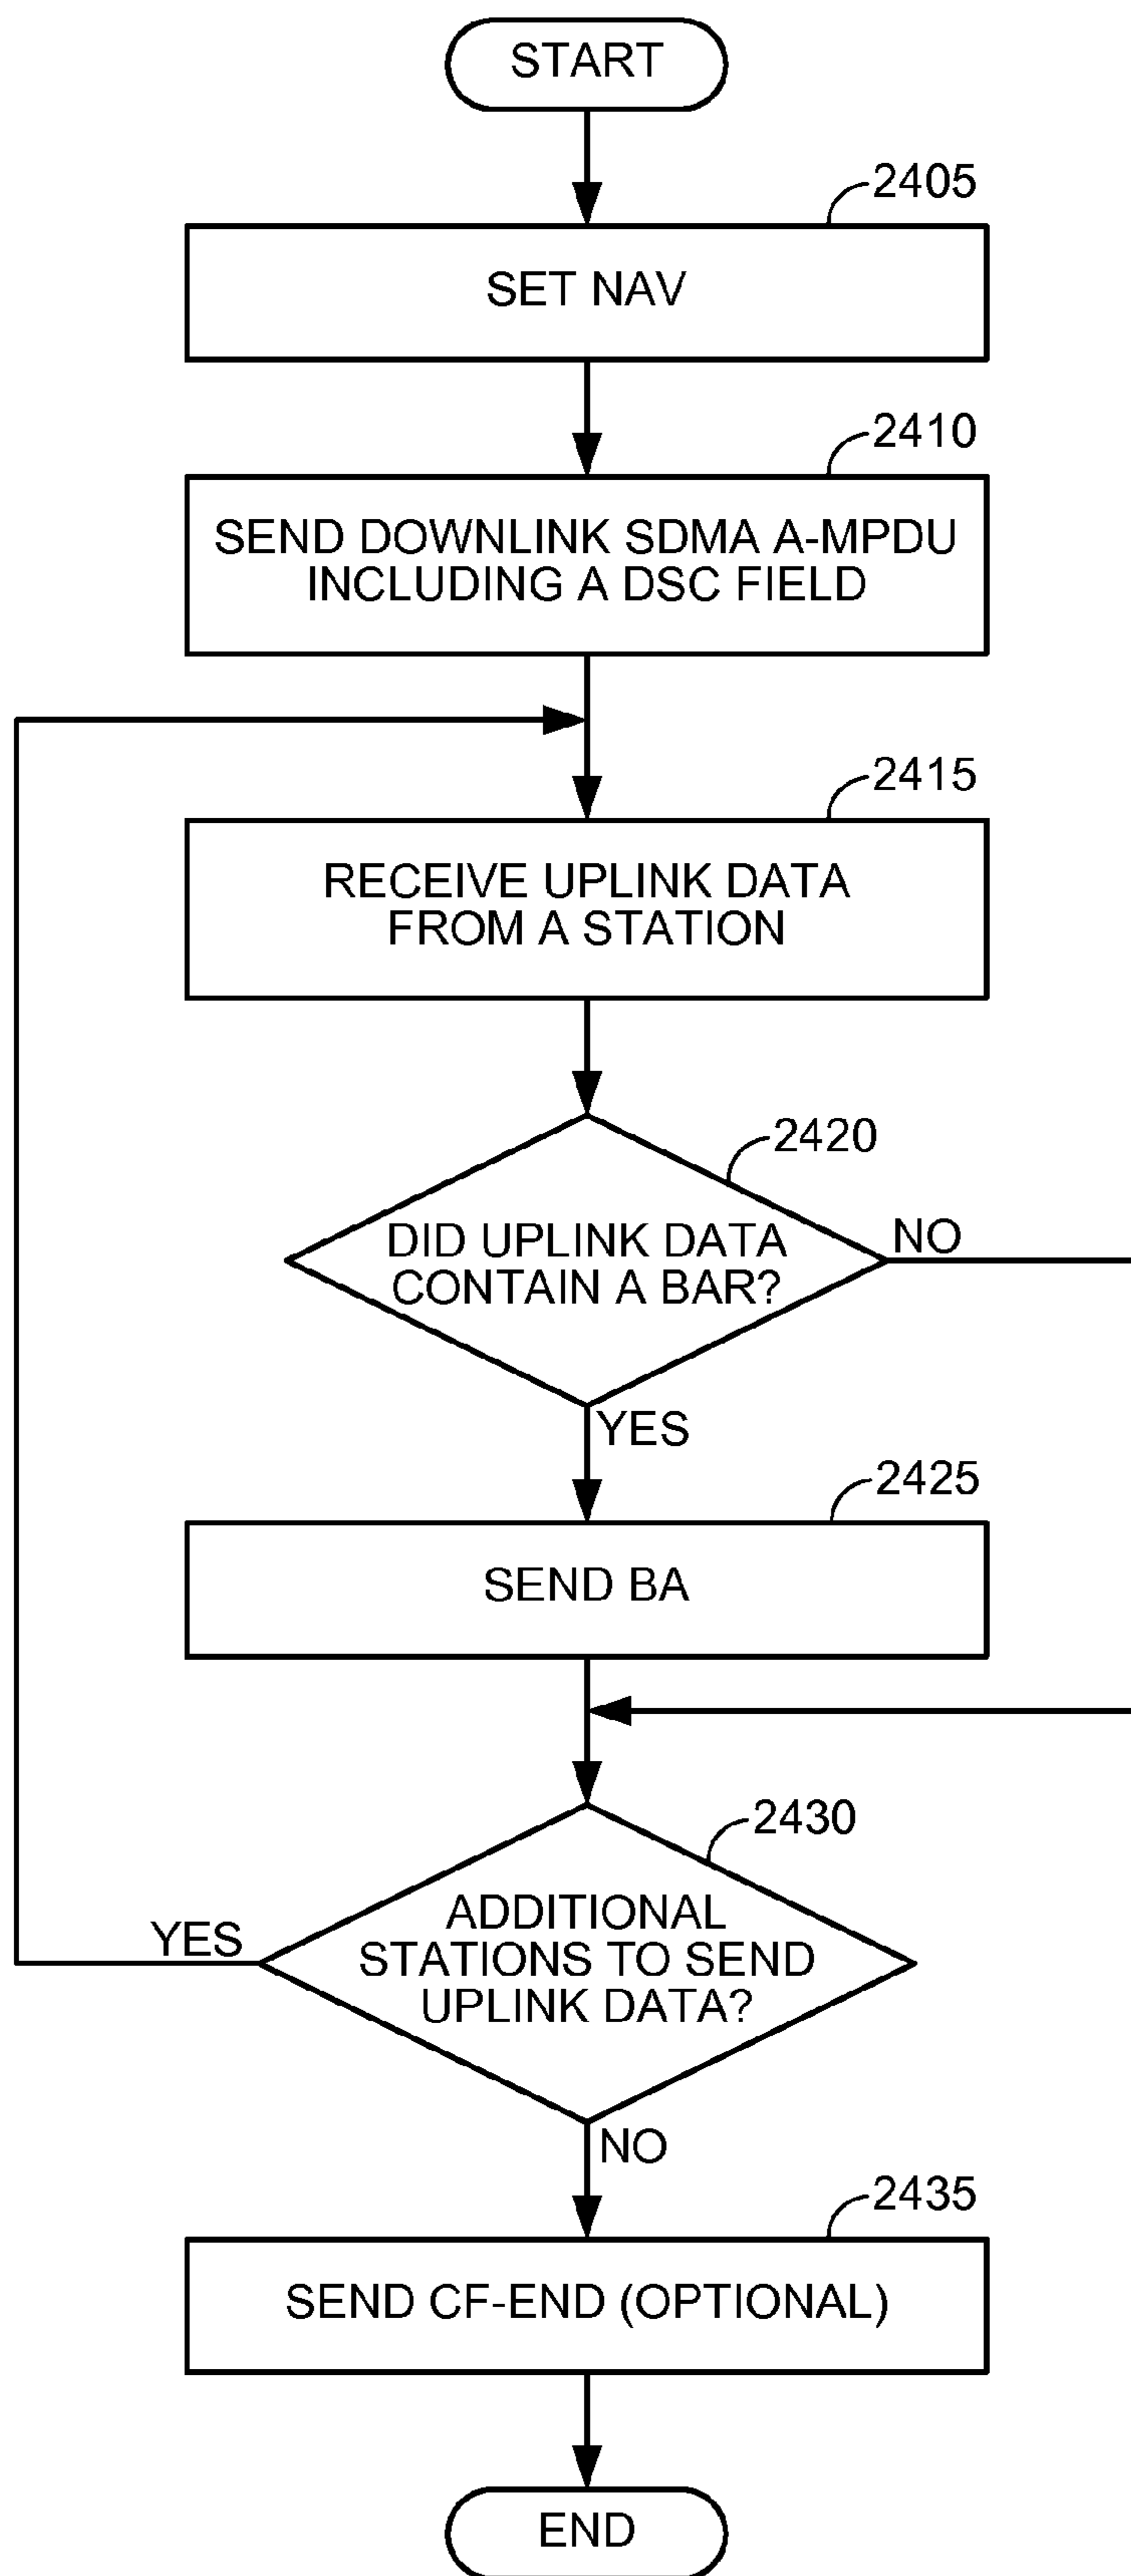 START
2405
SET NAV
2410
SEND DOWNLINK SDMA A-MPDU
INCLUDING A DSC FIELD
2415
RECEIVE UPLINK DATA
FROM A STATION
2420
DID UPLINK DATA
CONTAIN A BAR?
NO
YES
2425
SEND BA
2430
ADDITIONAL
STATIONS TO SEND
UPLINK DATA?
YES
NO
2435
SEND CF-END (OPTIONAL)
END